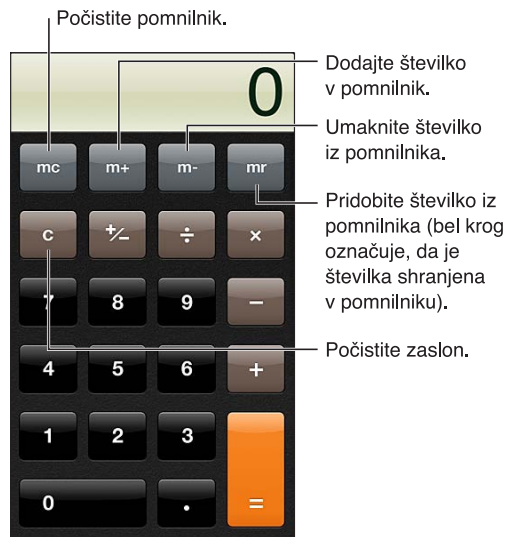 Počistite pomnilnik.
0
Dodajte številko
v pomnilnik.
Umaknite številko
iz pomnilnika.
mc m+ m- mr
Pridobite številko iz
pomnilnika (bel krog
označuje, da je
številka shranjena
v pomnilniku).
c +/− ÷ ×
7 8 9 −
Počistite zaslon.
4 5 6 +
1 2 3
0 . =